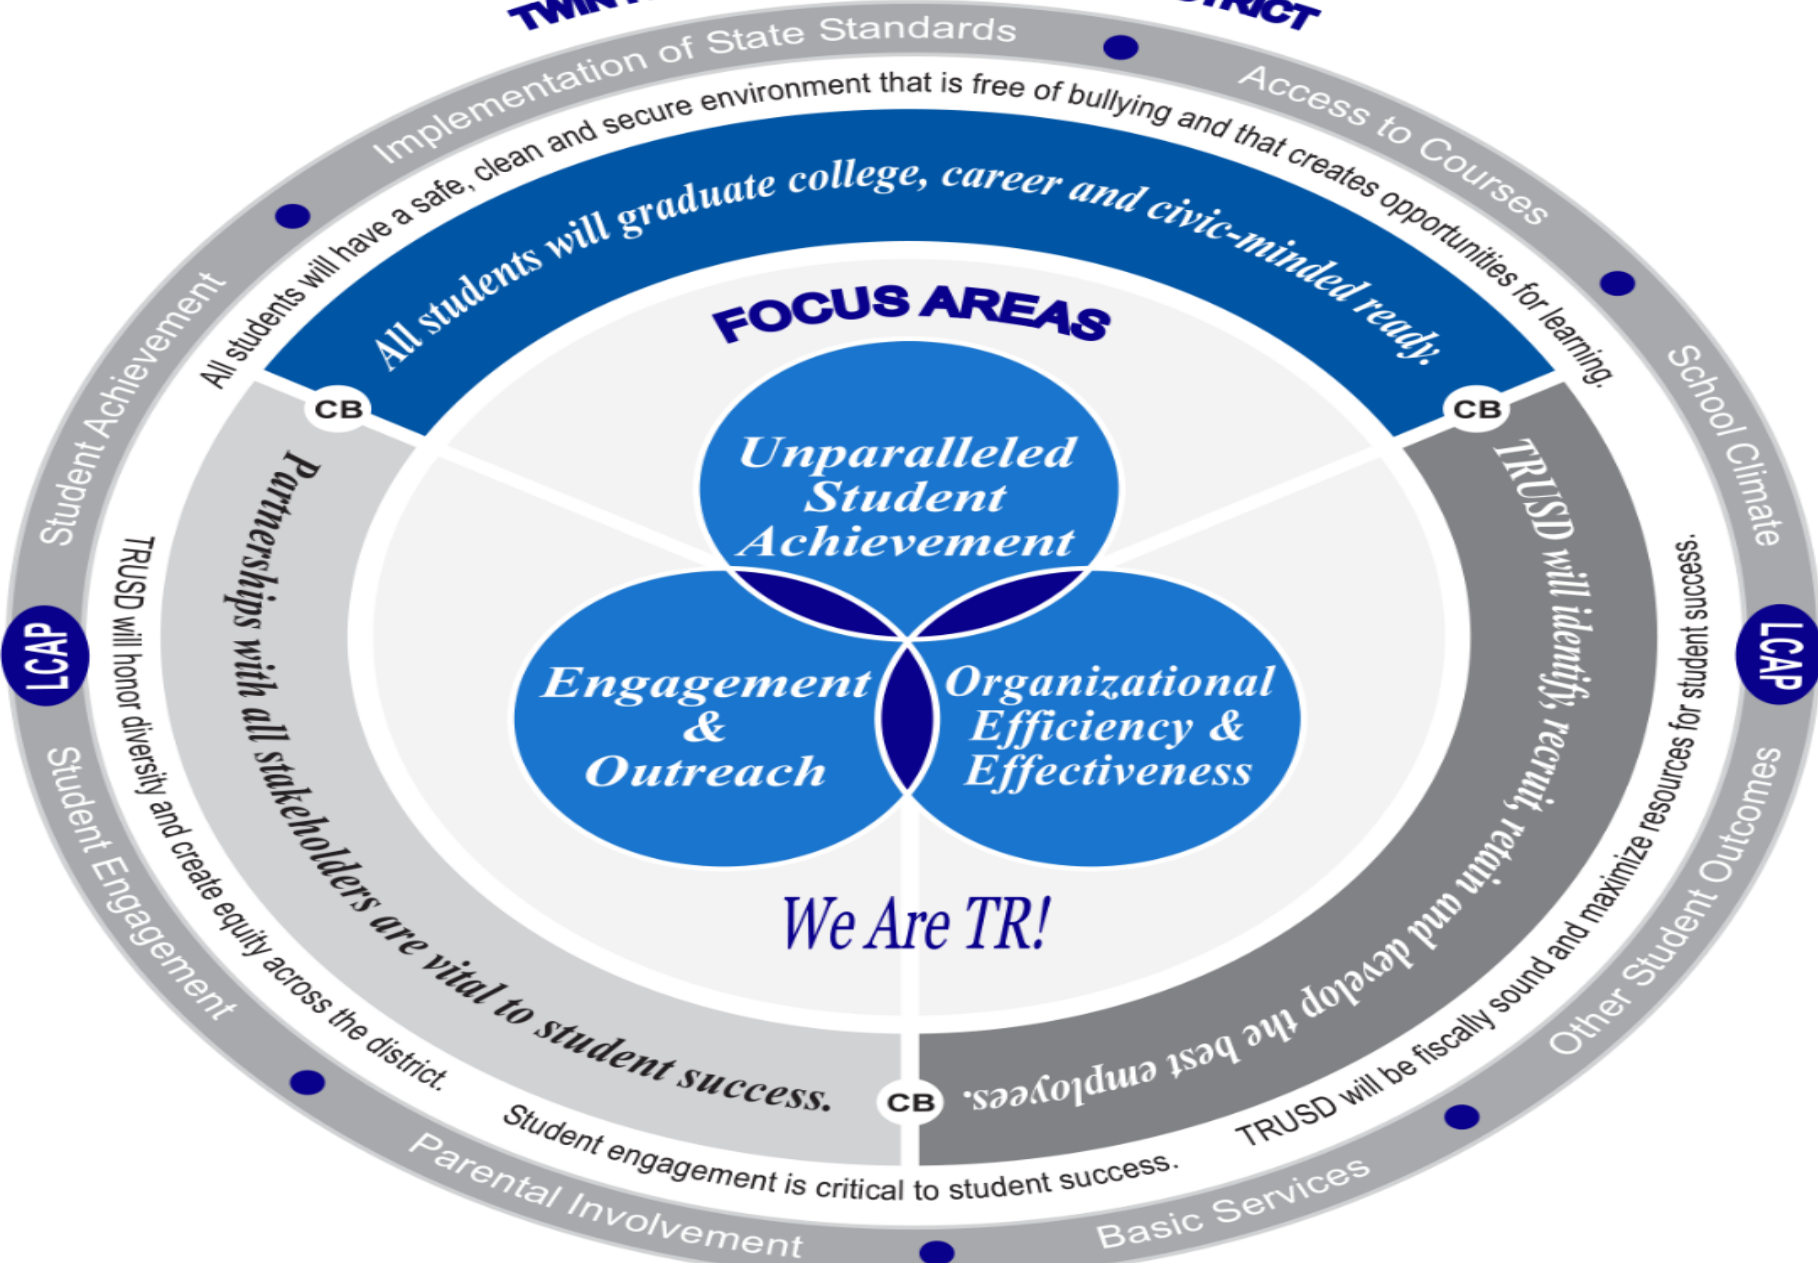 TWIN
DISTRICT
Implementation of State Standards
Access to Courses
School Climate
Other Student Outcomes
Basic Services
Parental Involvement
Student Engagement
Student Achievement
LCAP
LCAP
All students will have a safe, clean and secure environment that is free of bullying and that creates opportunities for learning.
TRUSD will be fiscally sound and maximize resources for student success.
Student engagement is critical to student success.
TRUSD will honor diversity and create equity across the district.
All students will graduate college, career and civic-minded ready.
TRUSD will identify, recruit, retain and develop the best employees.
Partnerships with all stakeholders are vital to student success.
CB
CB
CB
FOCUS AREAS
Unparalleled
Student
Achievement
Engagement
&
Outreach
Organizational
Efficiency &
Effectiveness
We Are TR!